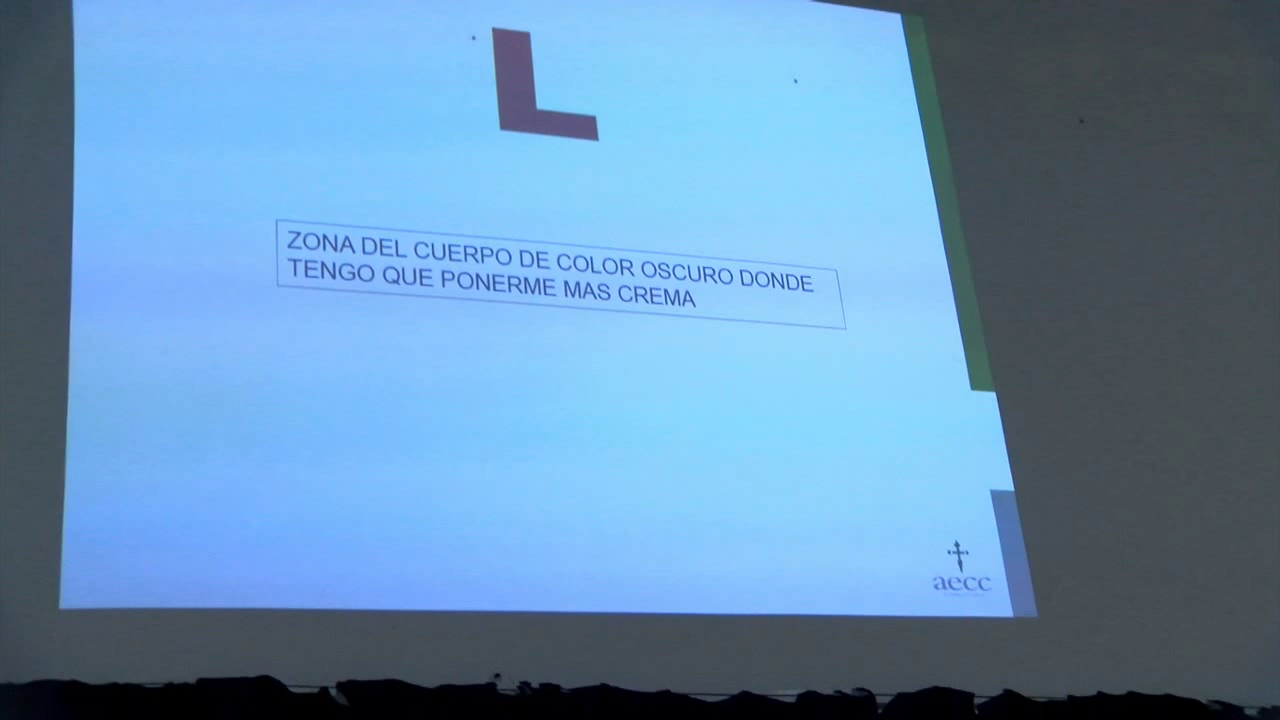 L
ZONA DEL CUERPO DE COLOR OSCURO DONDE
TENGO QUE PONERME MAS CREMA
aecc